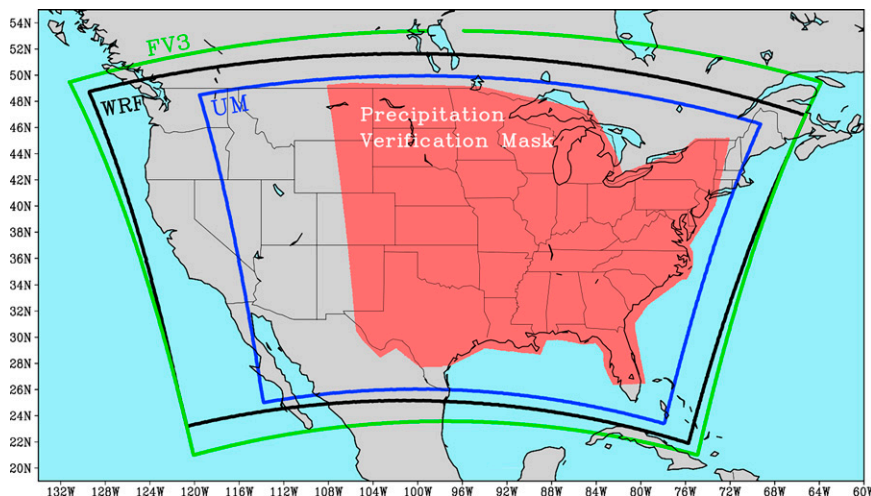 54N
52N
50N
48N
46N
44N
42N
40N
38N
36N
34N
32N
30N
28N
26N
24N
22N
20N
FV3
WRF
UM
Precipitation
Verification Mask
132W 128W 124W 120W 116W 112W 108W 104W 100W 96W 92W 88W 84W 80W 76W 72W 68W 64W 60W